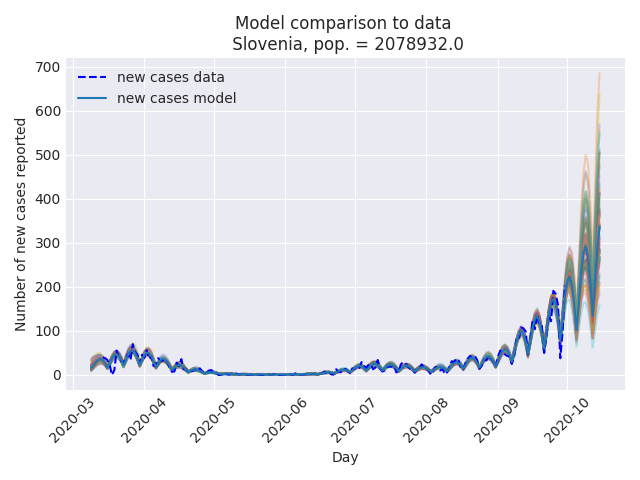 Model comparison to data
Slovenia, pop. = 2078932.0
new cases data
new cases model
Number of new cases reported
700
600
500
400
300
200
100
0
2020-03
2020-04
2020-05
2020-06
2020-07
2020-08
2020-09
2020-10
Day